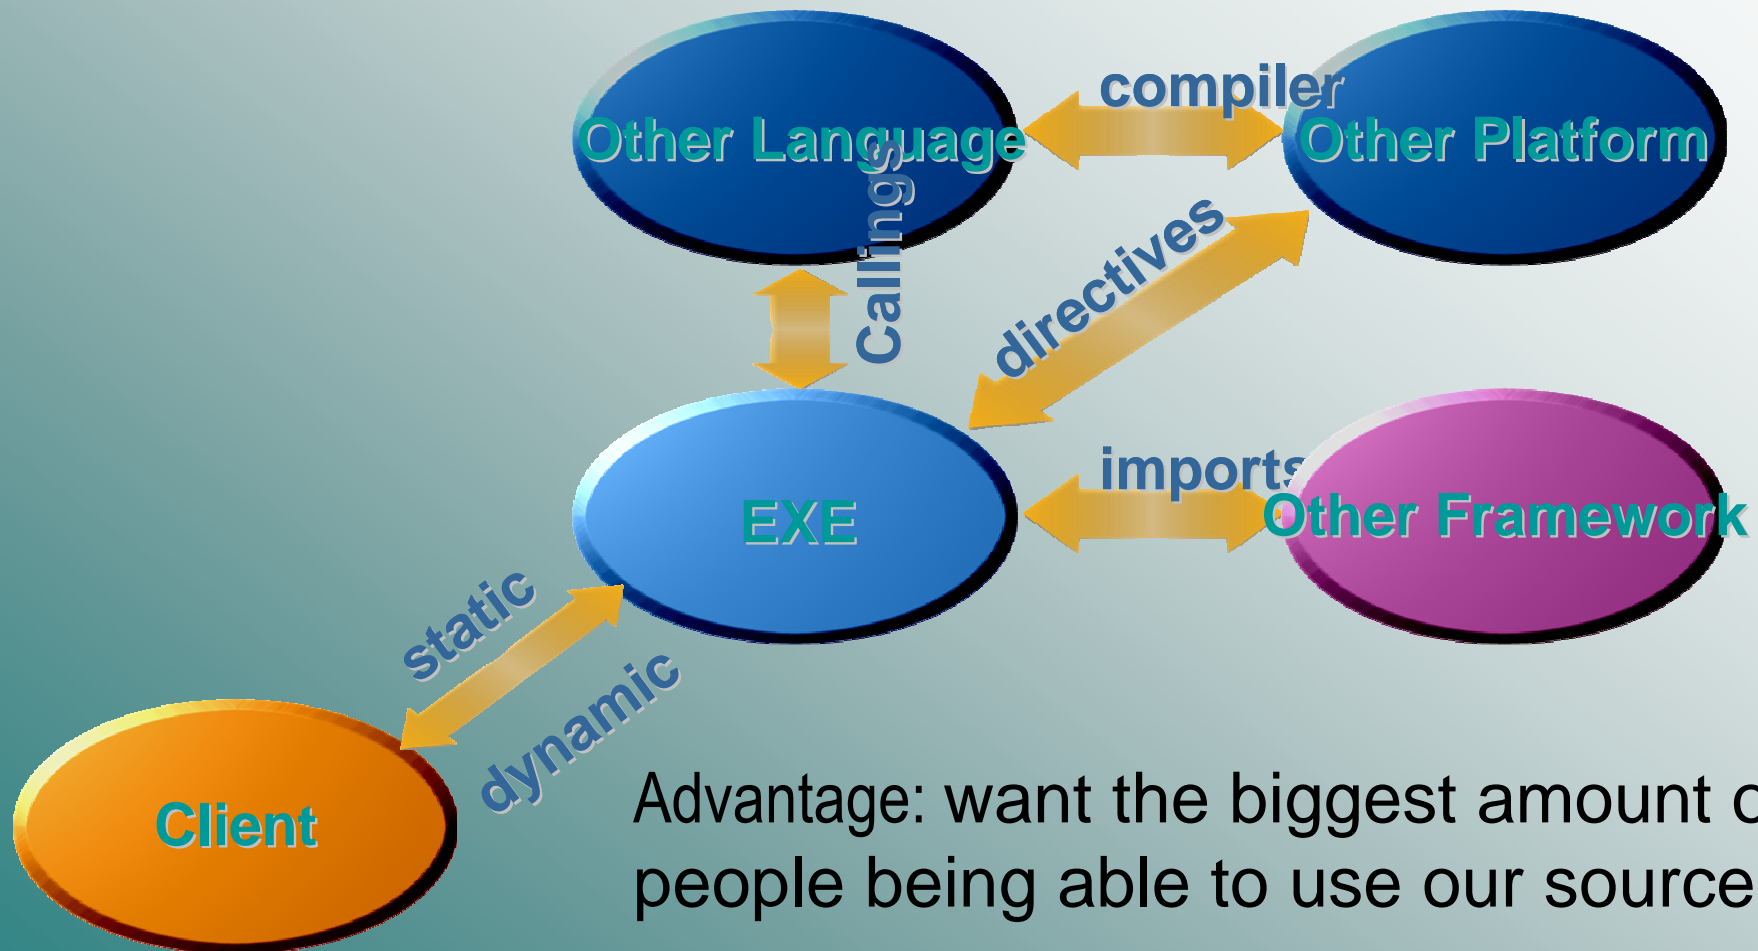 compiler
Other Language
Other Platform
Callings
directives
imports
EXE
Other Framework
static
dynamic
Client
Advantage: want the biggest amount
people being able to use our source